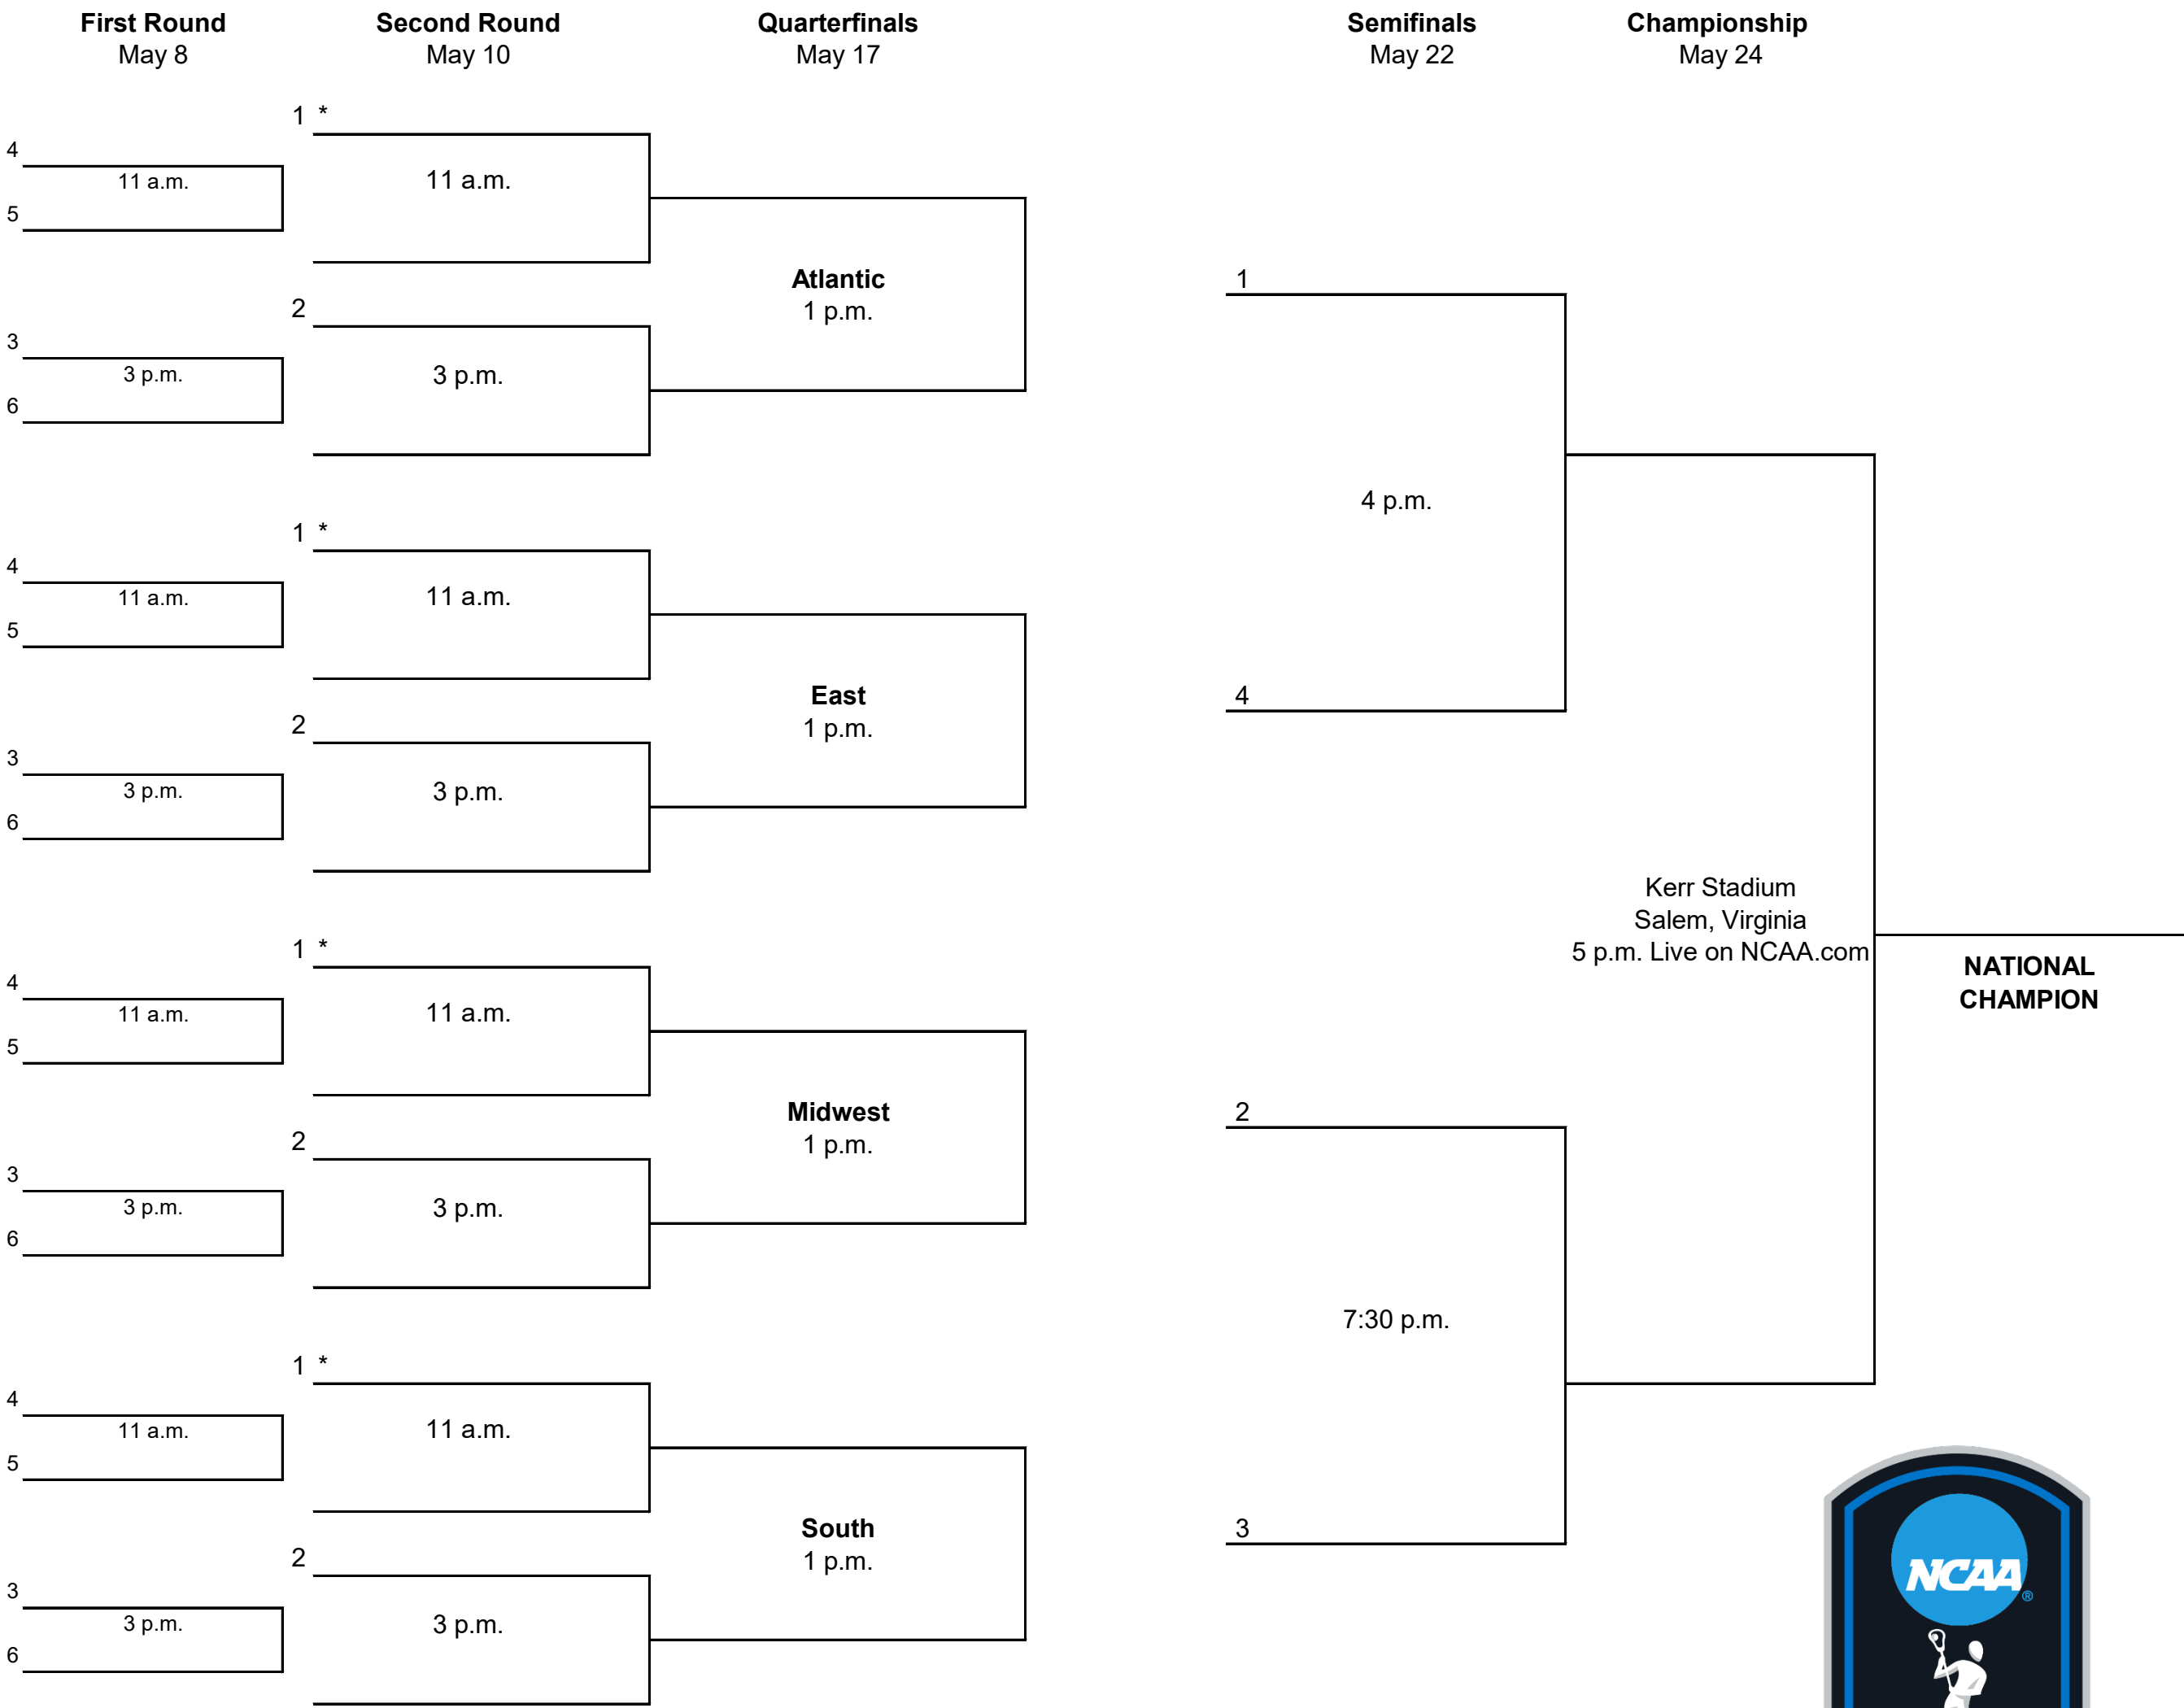 First Round
May 8
Second Round
May 10
Quarterfinals
May 17
Semifinals
May 22
Championship
May 24
1 *
4
11 a.m.
5
11 a.m.
Atlantic
1 p.m.
2
3
3 p.m.
6
3 p.m.
1 *
4
11 a.m.
5
11 a.m.
East
1 p.m.
2
3
3 p.m.
6
3 p.m.
1 *
4
11 a.m.
5
11 a.m.
Midwest
1 p.m.
2
3
3 p.m.
6
3 p.m.
1 *
4
11 a.m.
5
11 a.m.
South
1 p.m.
2
3
3 p.m.
6
3 p.m.
1
4 p.m.
4
2
7:30 p.m.
3
Kerr Stadium
Salem, Virginia
5 p.m. Live on NCAA.com
NATIONAL
CHAMPION
NCAA®